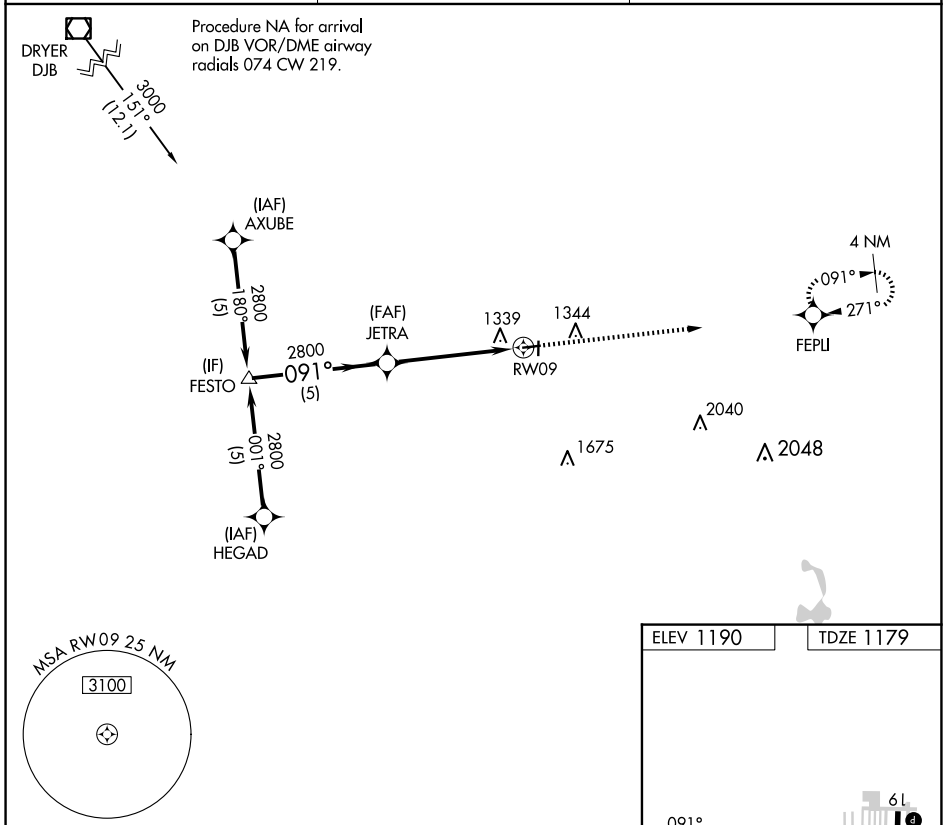 DRYER
DJB
Procedure NA for arrival
on DJB VOR/DME airway
radials 074 CW 219.
3000
151°
(12.1)
(IAF)
AXUBE
2800
180°
(5)
4 NM
091°
271°
FEPLI
(FAF)
JETRA
1339
1344
RW09
(IF)
FESTO
2800
091°
(5)
2800
001°
(5)
2040
1675
2048
(IAF)
HEGAD
MSA RW09 25 NM
3100
ELEV 1190
TDZE 1179
091°
19
P